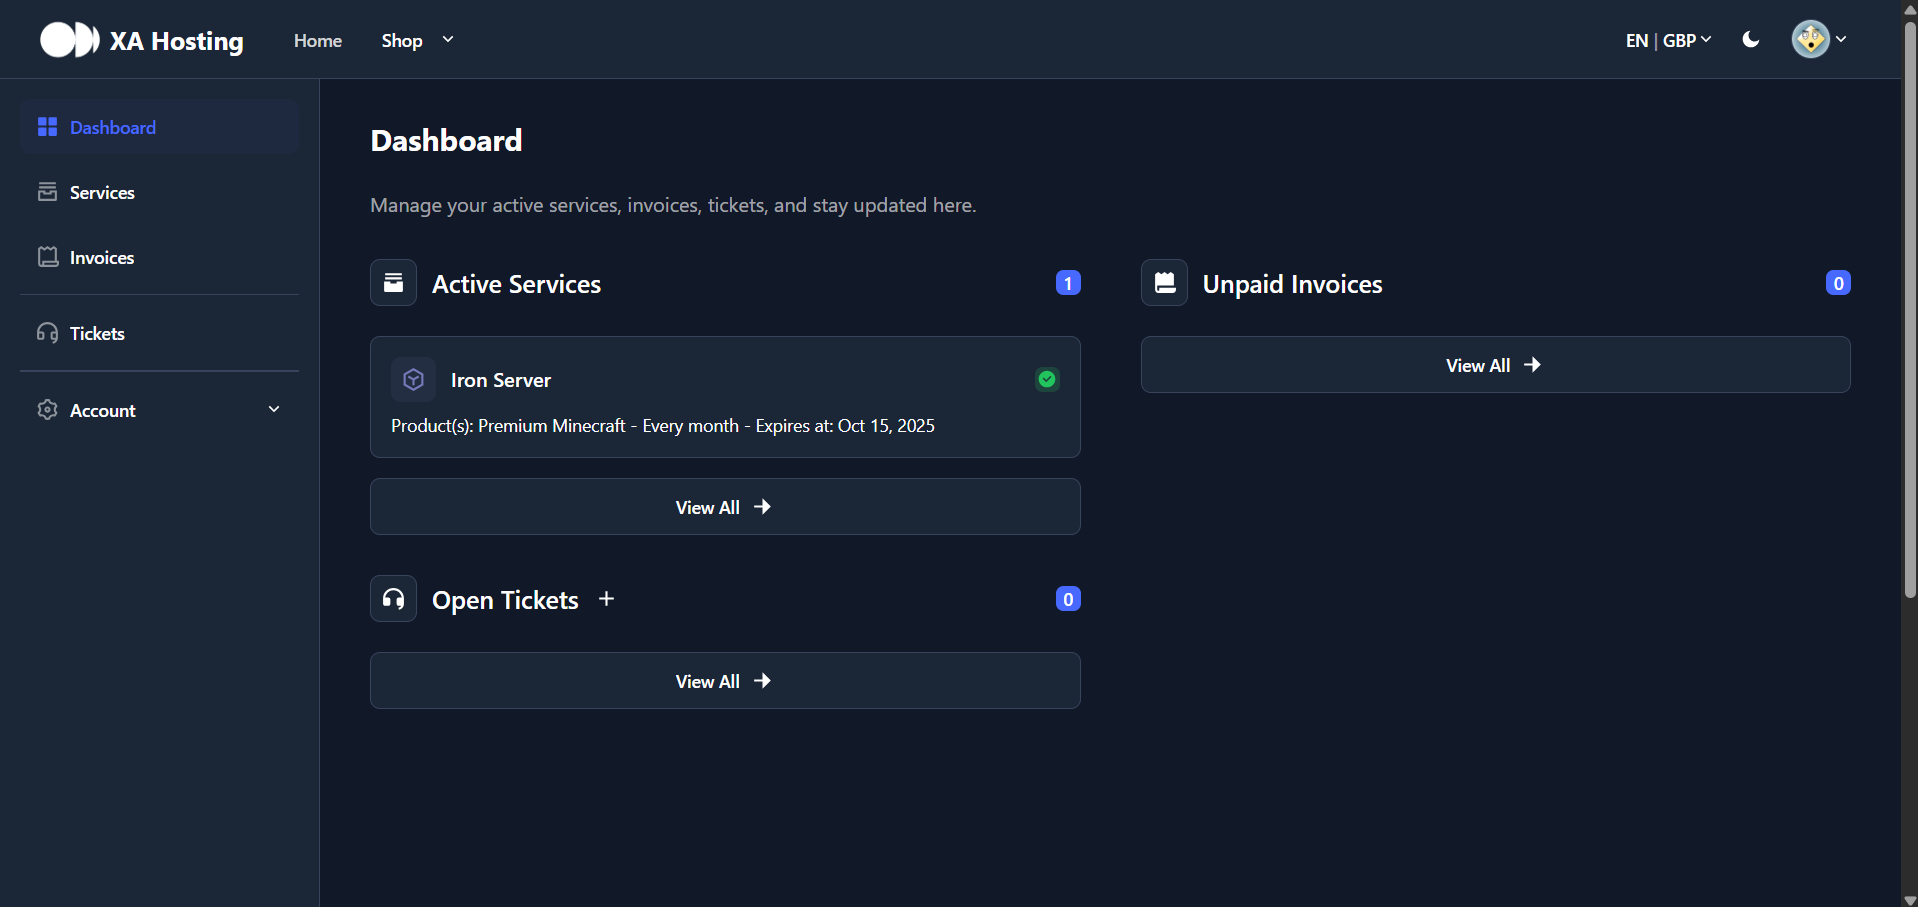 XA Hosting
Home
Shop
EN | GBP
Dashboard
Services
Invoices
Tickets
Account
Dashboard
Manage your active services, invoices, tickets, and stay updated here.
Active Services
1
Iron Server
Product(s): Premium Minecraft - Every month - Expires at: Oct 15, 2025
View All
Open Tickets +
0
View All
Unpaid Invoices
0
View All